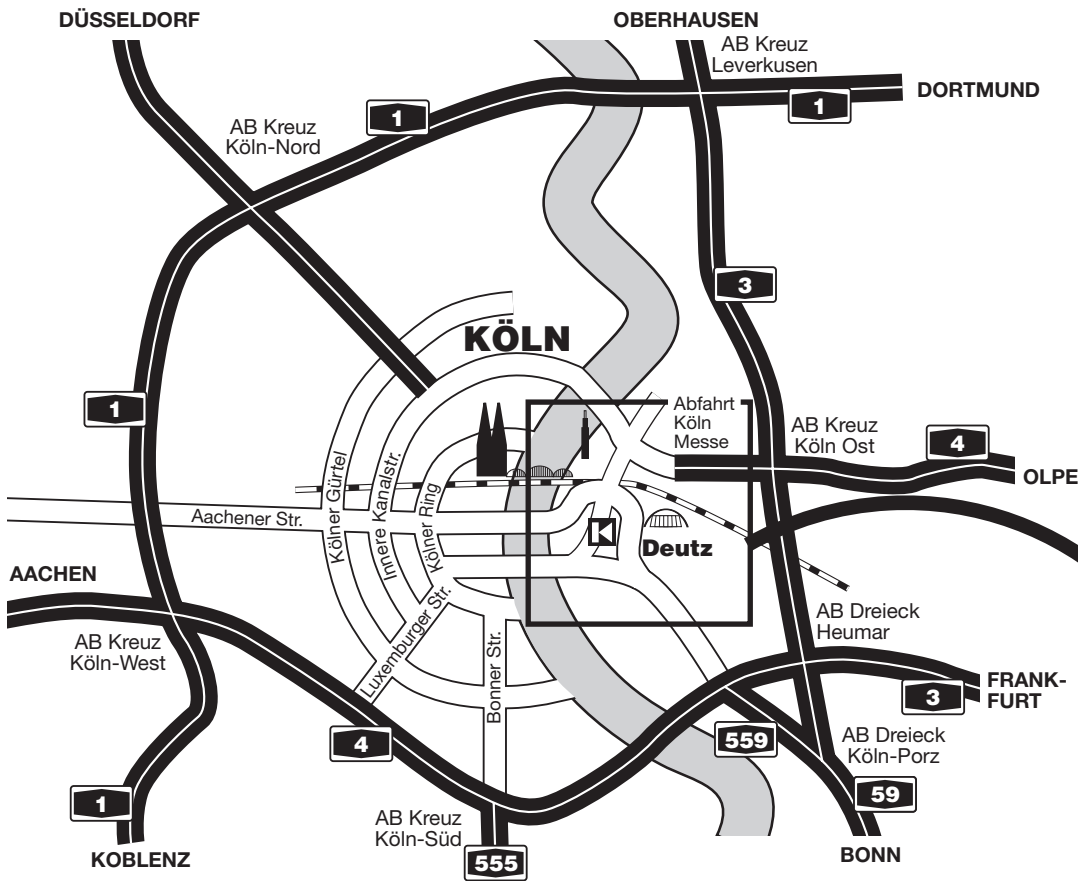 DÜSSELDORF
OBERHAUSEN
AB Kreuz
Leverkusen
DORTMUND
1
1
AB Kreuz
Köln-Nord
3
KÖLN
1
Abfahrt
Köln
Messe
AB Kreuz
Köln Ost
4
OLPE
Kölner Gürtel
Innere Kanalstr.
Kölner Ring
Aachener Str.
K
Deutz
AACHEN
AB Kreuz
Köln-West
Luxemburger Str.
Bonner Str.
AB Dreieck
Heumar
FRANK-
FURT
3
4
559
AB Dreieck
Köln-Porz
59
1
AB Kreuz
Köln-Süd
555
KOBLENZ
BONN